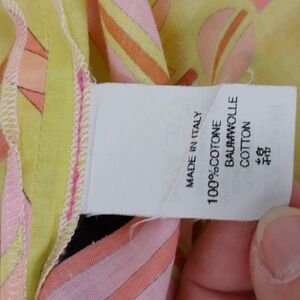 MADE IN ITALY
100%COTONE
BAUMWOLLE
COTTON
綿